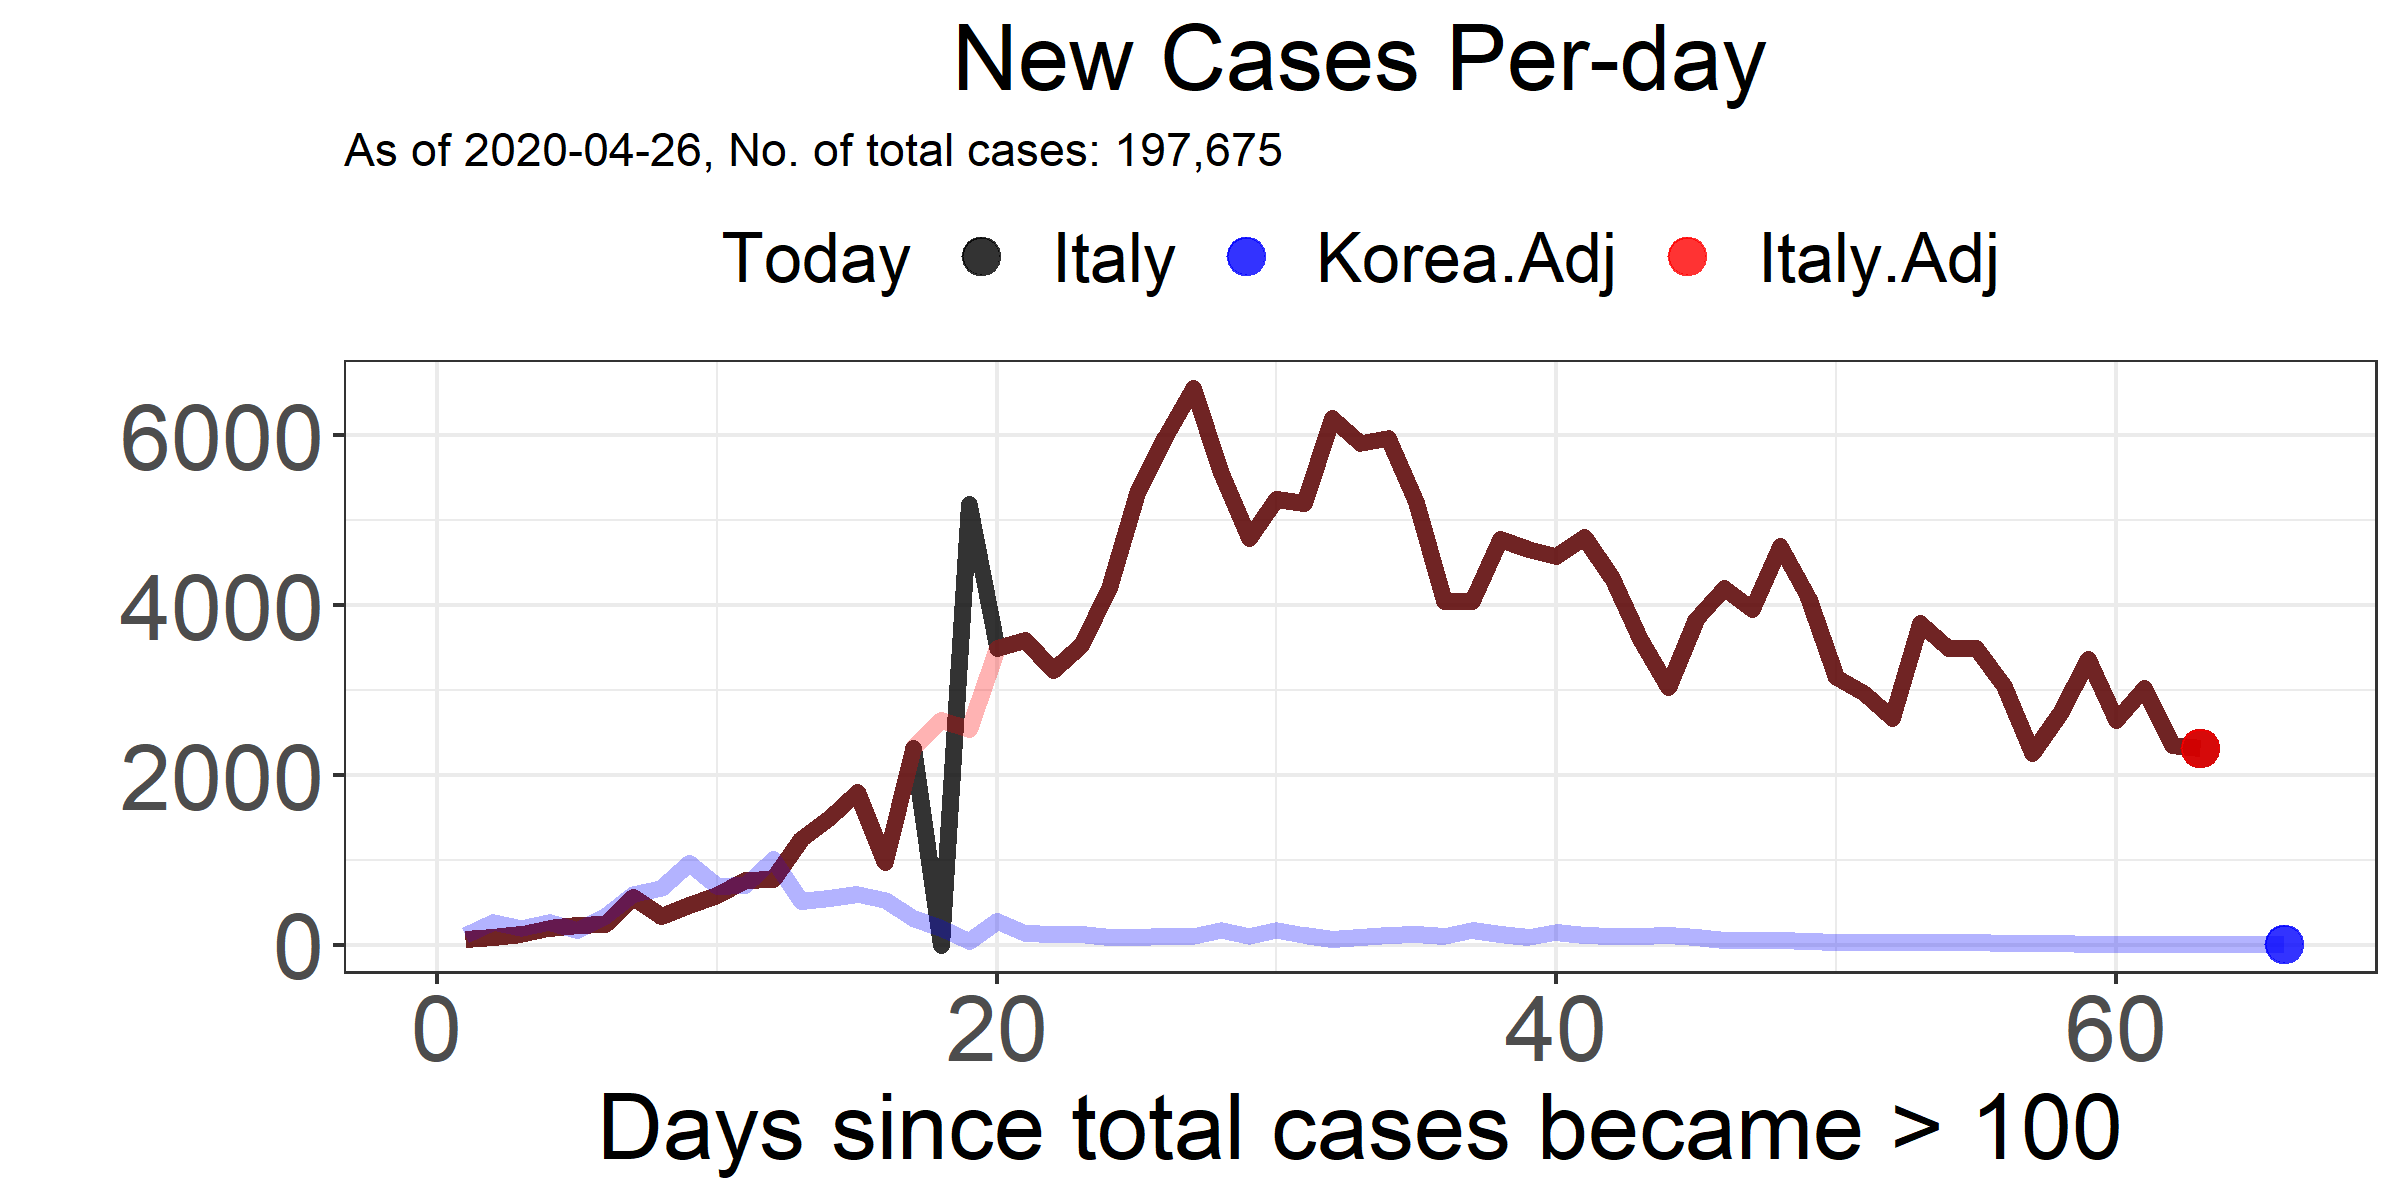 New Cases Per-day
As of 2020-04-26, No. of total cases: 197,675
Today Italy Korea.Adj Italy.Adj
6000
4000
2000
0
0 20 40 60
Days since total cases became > 100